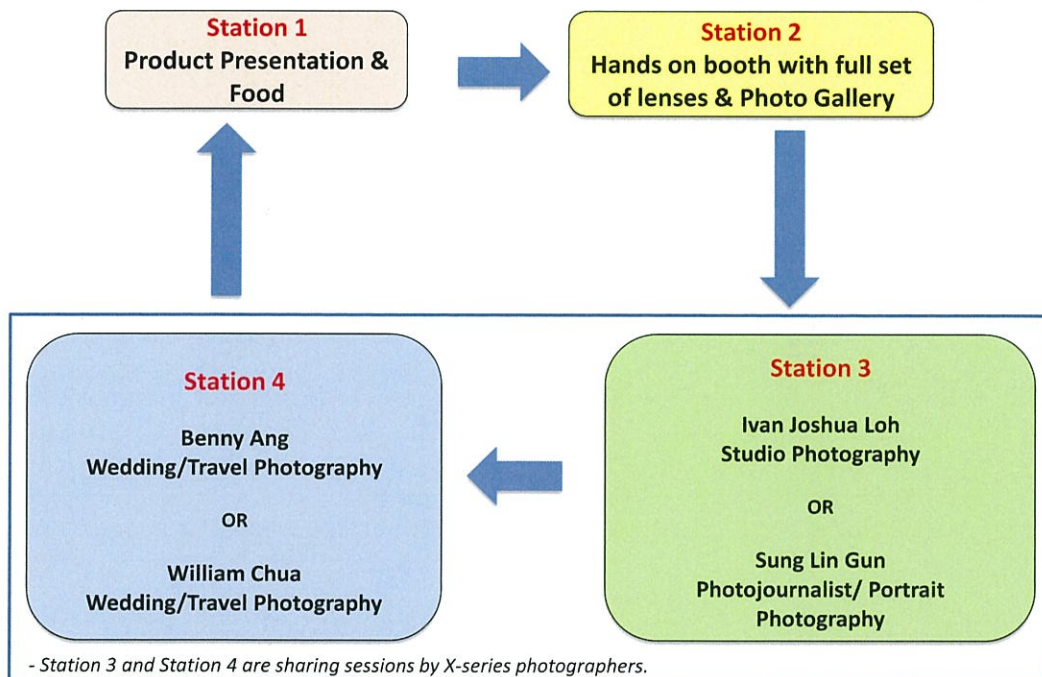 Station 1
Product Presentation &
Food
Station 2
Hands on booth with full set
of lenses & Photo Gallery
Station 3
Ivan Joshua Loh
Studio Photography
OR
Sung Lin Gun
Photojournalist/ Portrait
Photography
Station 4
Benny Ang
Wedding/Travel Photography
OR
William Chua
Wedding/Travel Photography
- Station 3 and Station 4 are sharing sessions by X-series photographers.